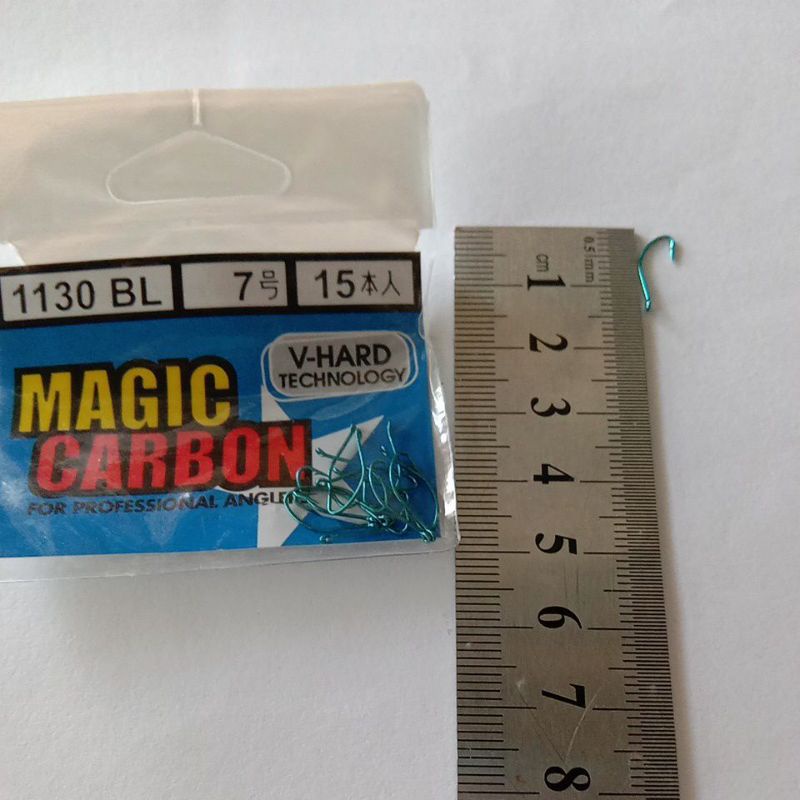 1130 BL
7号
15本入
V-HARD
TECHNOLOGY
MAGIC
CARBON
FOR PROFESSIONAL
0.5mm
cm
1
2
3
4
5
6
7
8